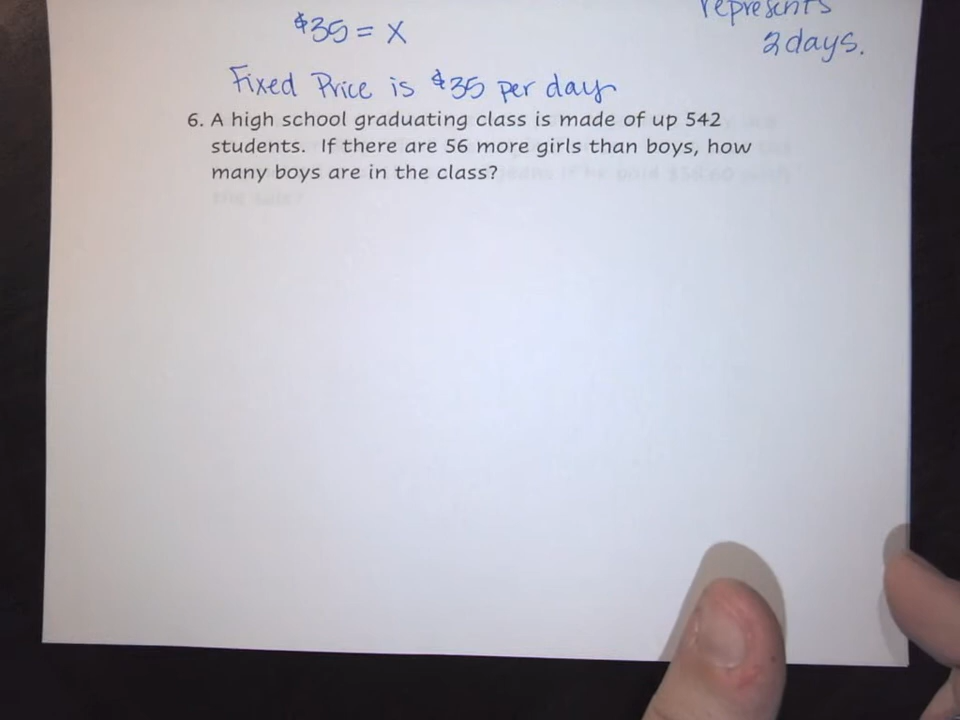 represents
$35 = x
2 days.
Fixed Price is $35 per day
6. A high school graduating class is made of up 542
students. If there are 56 more girls than boys, how
many boys are in the class?